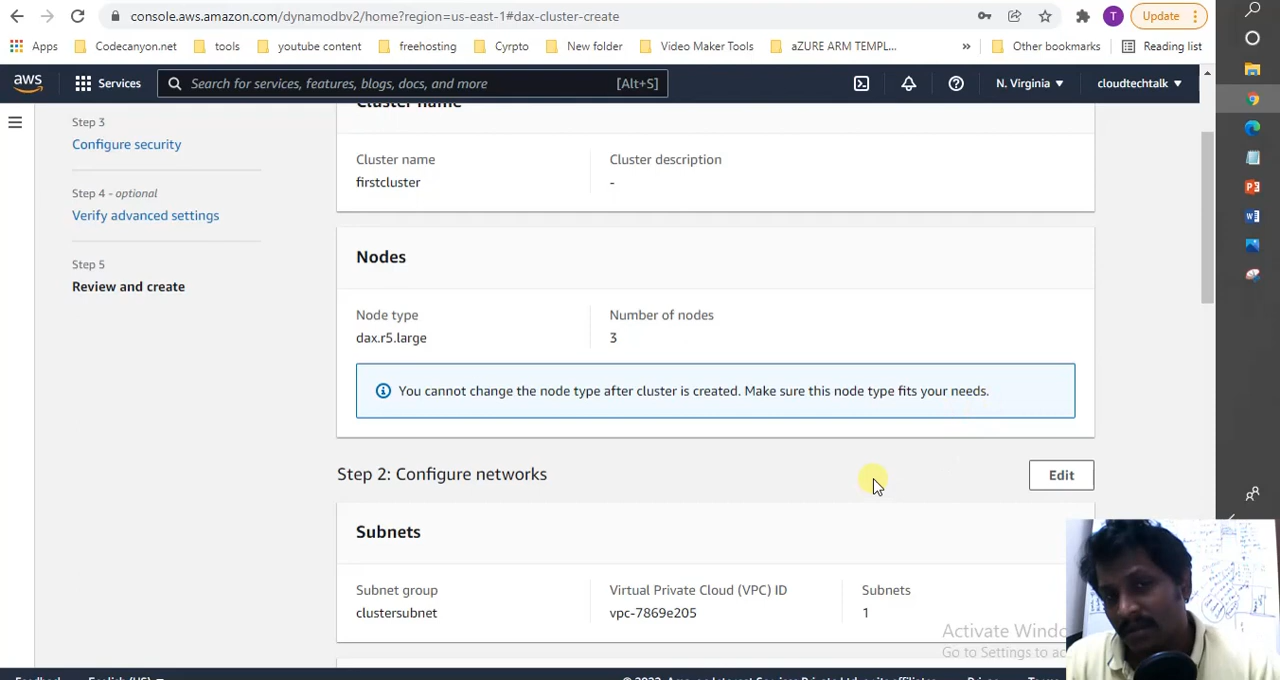 console.aws.amazon.com/dynamodbv2/home?region=us-east-1#dax-cluster-create
T
Update
Apps
Codecanyon.net
tools
youtube content
freehosting
Cyrpto
New folder
Video Maker Tools
aZURE ARM TEMPL...
»
Other bookmarks
Reading list
aws
Services
Search for services, features, blogs, docs, and more
[Alt+S]
N. Virginia
cloudtechtalk
Cluster name
Step 3
Configure security
Cluster name
Cluster description
firstcluster
-
Step 4 - optional
Verify advanced settings
Nodes
Step 5
Review and create
Node type
Number of nodes
dax.r5.large
3
You cannot change the node type after cluster is created. Make sure this node type fits your needs.
Step 2: Configure networks
Edit
Subnets
Subnet group
Virtual Private Cloud (VPC) ID
Subnets
clustersubnet
vpc-7869e205
1
Activate Windo
Go to Settings to ac